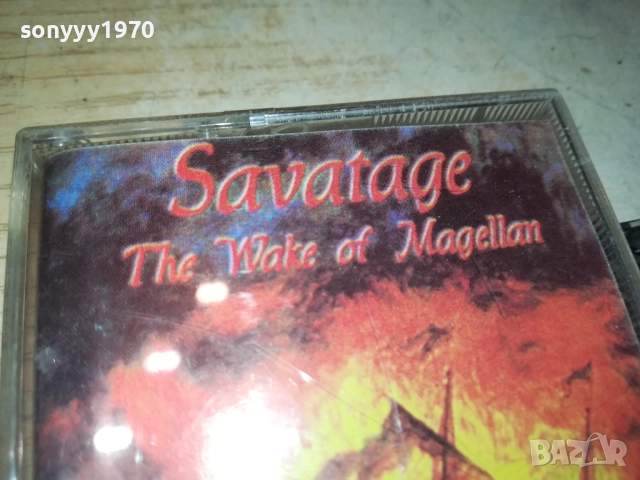 sonyyy1970
Savatage
The Wake of Magellan
BAZAR